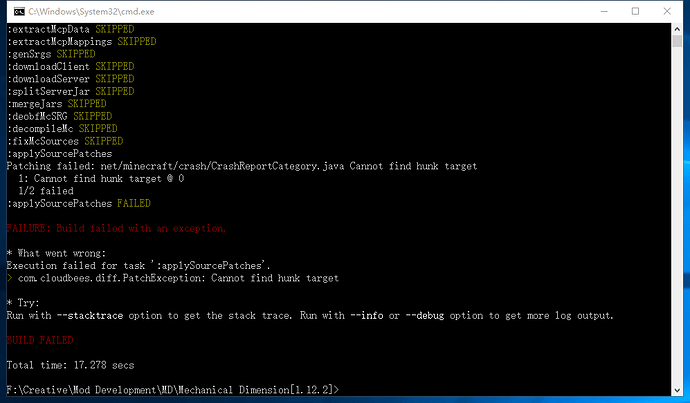 C:\Windows\System32\cmd.exe
:extractMcpData SKIPPED
:extractMcpMappings SKIPPED
:genSrgs SKIPPED
:downloadClient SKIPPED
:downloadServer SKIPPED
:splitServerJar SKIPPED
:mergeJars SKIPPED
:deobfMcSRG SKIPPED
:decompileMc SKIPPED
:fixMcSources SKIPPED
:applySourcePatches
Patching failed: net/minecraft/crash/CrashReportCategory.java Cannot find hunk target
1: Cannot find hunk target @ 0
1/2 failed
:applySourcePatches FAILED
FAILURE: Build failed with an exception.
* What went wrong:
Execution failed for task ':applySourcePatches'.
> com.cloudbees.diff.PatchException: Cannot find hunk target
* Try:
Run with --stacktrace option to get the stack trace. Run with --info or --debug option to get more log output.
BUILD FAILED
Total time: 17.278 secs
F:\Creative\Mod Development\MD\Mechanical Dimension[1.12.2]>